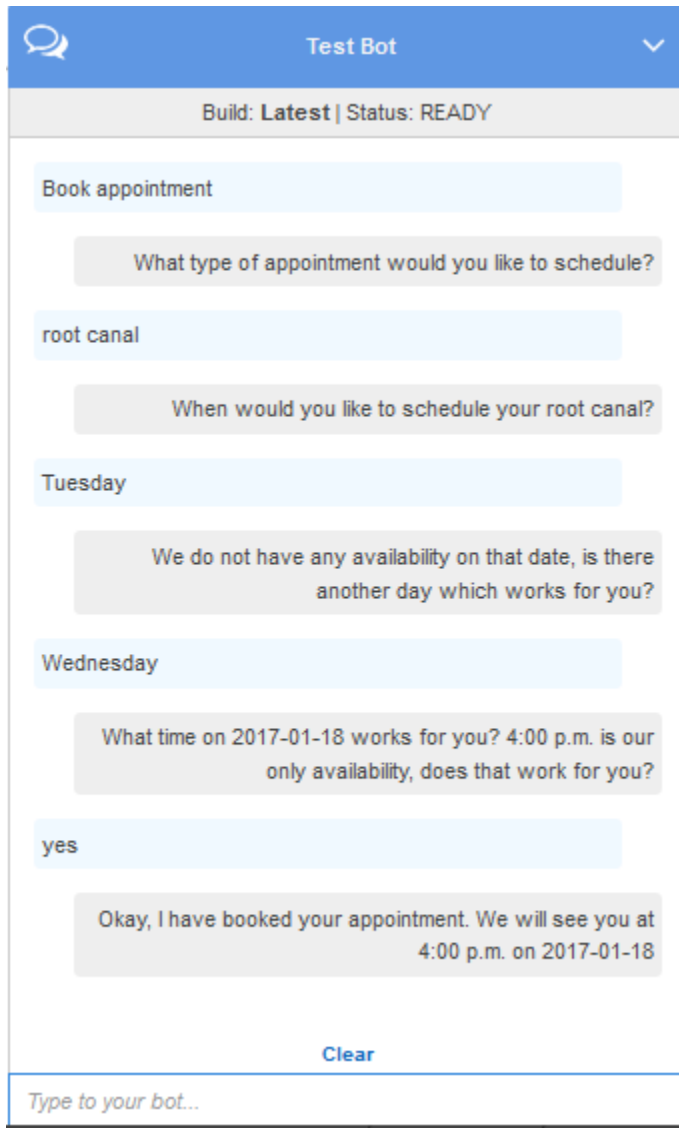 Test Bot
Build: Latest | Status: READY
Book appointment
What type of appointment would you like to schedule?
root canal
When would you like to schedule your root canal?
Tuesday
We do not have any availability on that date, is there
another day which works for you?
Wednesday
What time on 2017-01-18 works for you? 4:00 p.m. is our
only availability, does that work for you?
yes
Okay, I have booked your appointment. We will see you at
4:00 p.m. on 2017-01-18
Clear
Type to your bot...